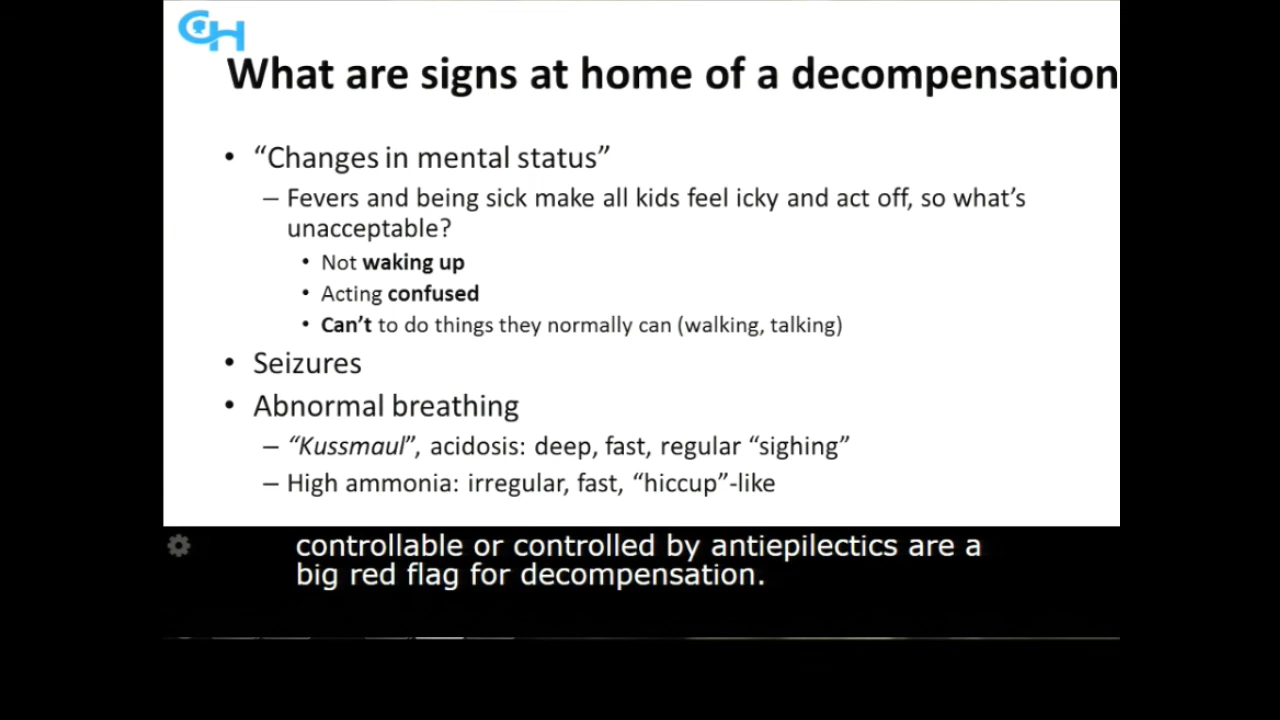 CH
What are signs at home of a decompensation
• “Changes in mental status”
– Fevers and being sick make all kids feel icky and act off, so what’s
unacceptable?
• Not waking up
• Acting confused
• Can’t to do things they normally can (walking, talking)
• Seizures
• Abnormal breathing
– “Kussmaul”, acidosis: deep, fast, regular “sighing”
– High ammonia: irregular, fast, “hiccup”-like
controllable or controlled by antiepilectics are a
big red flag for decompensation.